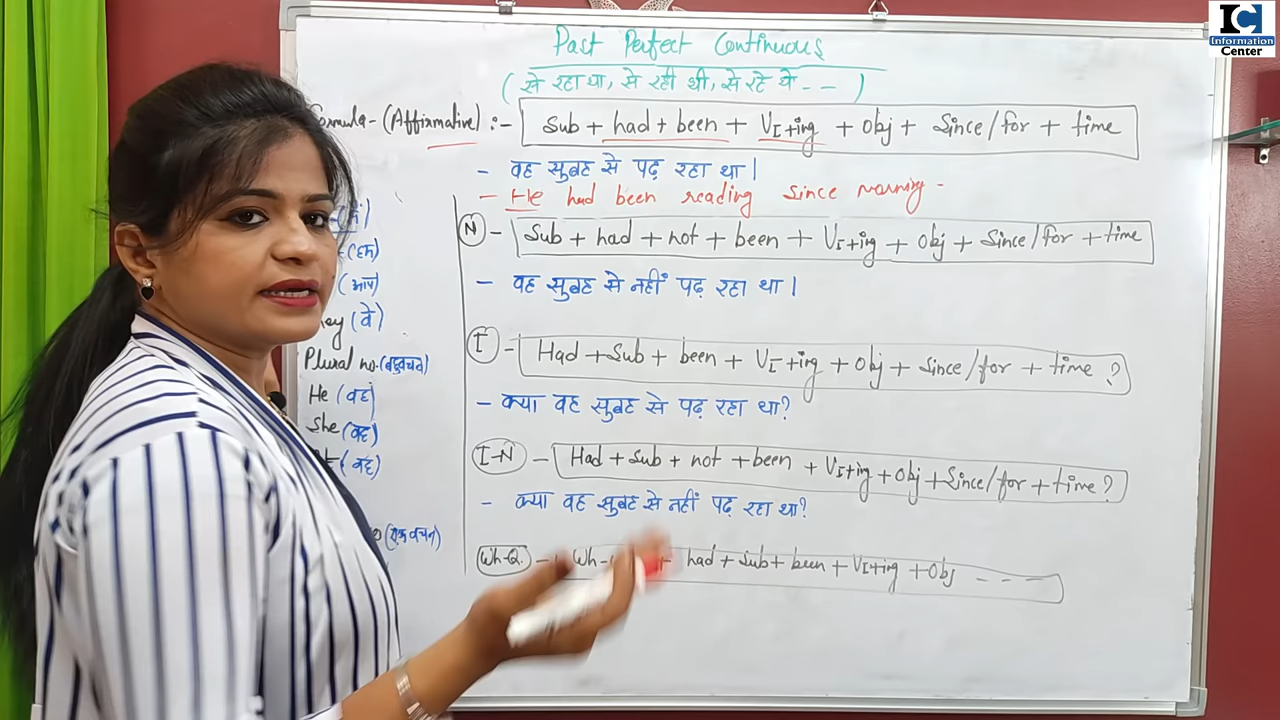 IC
Information
Center
Past Perfect Continuous
(से रहा था, से रही थी, से रहे थे - - )
Formula - (Affirmative) :- Sub + had + been + VI+ing + Obj + Since/for + time
- वह सुबह से पढ़ रहा था।
- He had been reading since morning.
N - Sub + had + not + been + VI+ing + Obj + Since/for + time
- वह सुबह से नहीं पढ़ रहा था।
I - Had + Sub + been + VI+ing + Obj + Since/for + time ?
- क्या वह सुबह से पढ़ रहा था?
I-N - Had + Sub + not + been + VI+ing + Obj + Since/for + time ?
- क्या वह सुबह से नहीं पढ़ रहा था?
Wh-Q. - Wh- + had + Sub + been + VI+ing + Obj - - - -
(हम)
(आप)
(वे)
Plural no. (बहुवचन)
He (वह)
She (वह)
(वह)
(एकवचन)